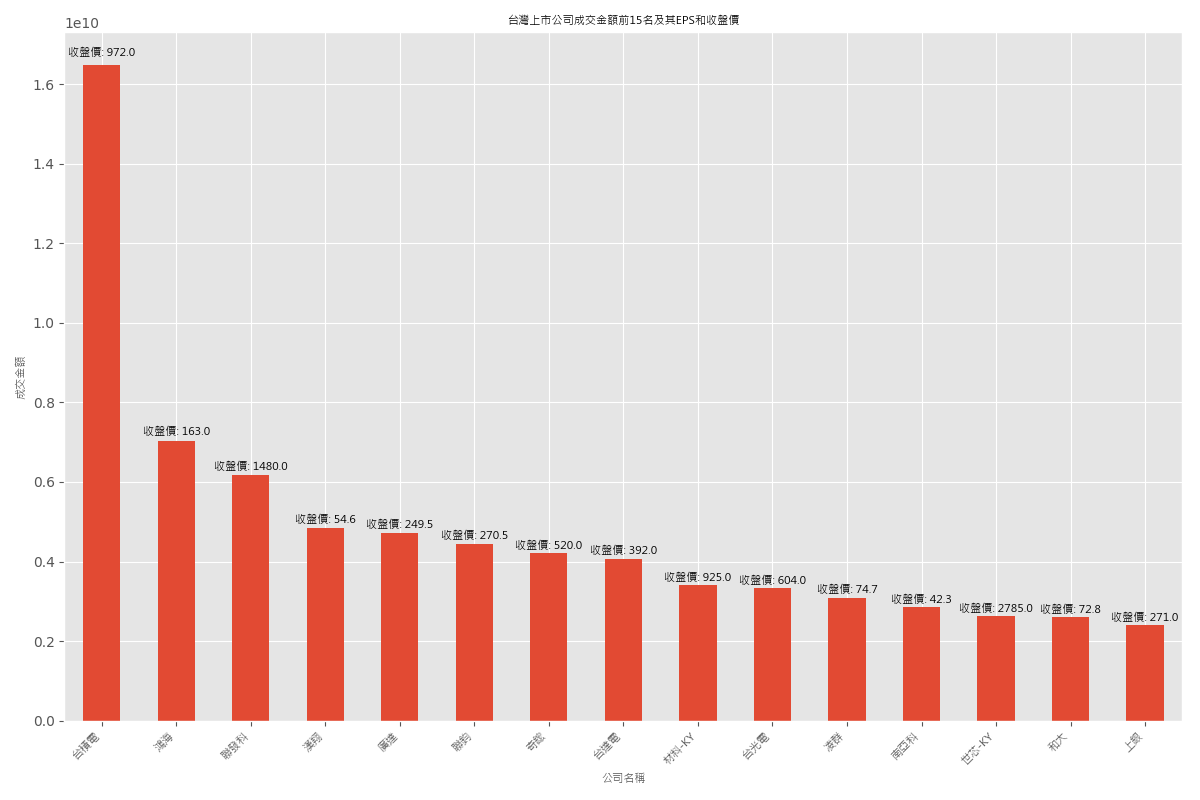 台灣上市公司成交金額前15名及其EPS和收盤價
1e10
收盤價: 972.0
1.6
1.4
1.2
1.0
成交金額
0.8
收盤價: 163.0
收盤價: 1480.0
0.6
收盤價: 54.6
收盤價: 249.5
收盤價: 270.5
收盤價: 520.0
收盤價: 392.0
0.4
收盤價: 925.0
收盤價: 604.0
收盤價: 74.7
收盤價: 42.3
收盤價: 2785.0
收盤價: 72.8
收盤價: 271.0
0.2
0.0
台積電
鴻海
聯發科
漢翔
廣達
聯鈞
奇鋐
台達電
材料-KY
台光電
凌群
南亞科
世芯-KY
和大
上銀
公司名稱